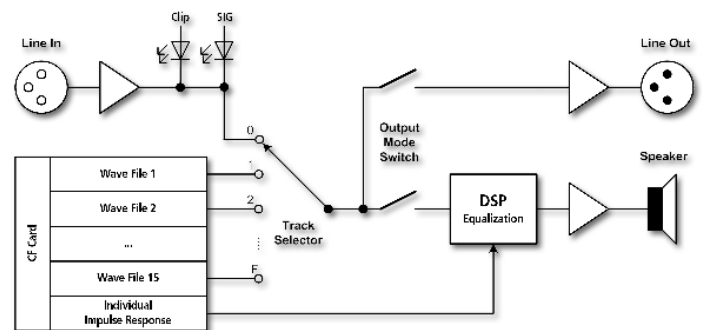 Clip
SIG
Line In
Line Out
0
Output
Mode
Switch
Speaker
CF Card
Wave File 1
1
Wave File 2
2
DSP
Equalization
...
Track
Selector
Wave File 15
F
Individual
Impulse Response